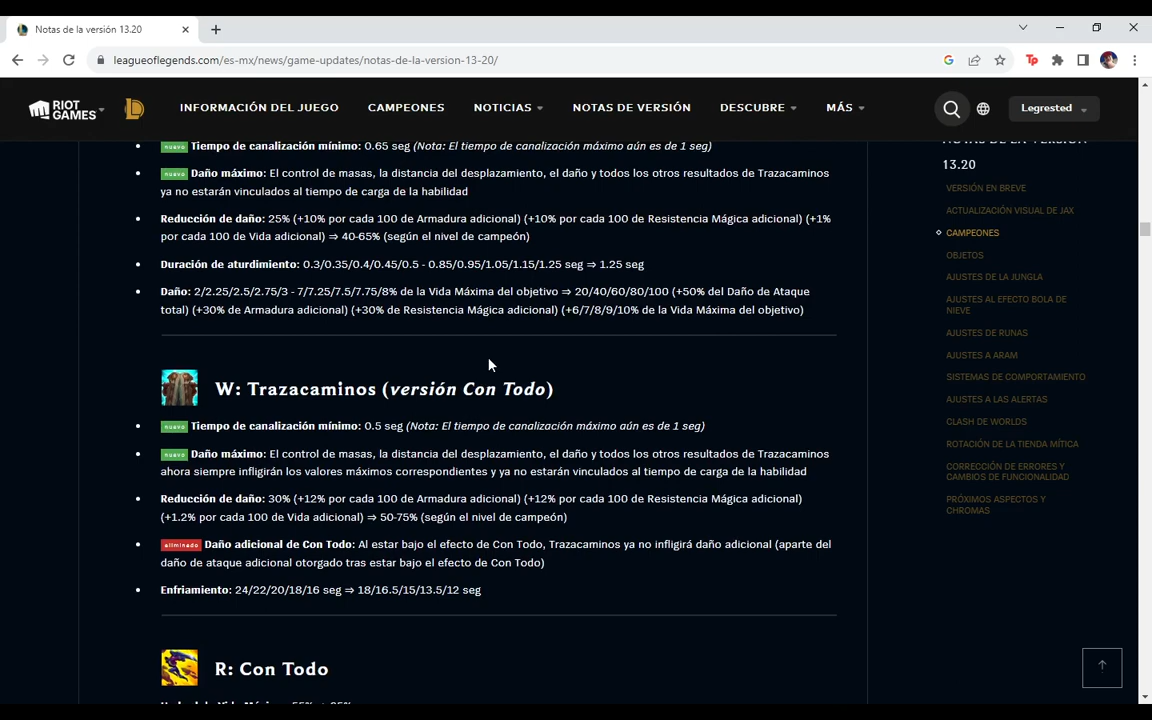 Notas de la versión 13.20
leagueoflegends.com/es-mx/news/game-updates/notas-de-la-version-13-20/
RIOT GAMES
INFORMACIÓN DEL JUEGO
CAMPEONES
NOTICIAS
NOTAS DE VERSIÓN
DESCUBRE
MÁS
Legrested
NUEVO Tiempo de canalización mínimo: 0.65 seg (Nota: El tiempo de canalización máximo aún es de 1 seg)
NUEVO Daño máximo: El control de masas, la distancia del desplazamiento, el daño y todos los otros resultados de Trazacaminos
ya no estarán vinculados al tiempo de carga de la habilidad
Reducción de daño: 25% (+10% por cada 100 de Armadura adicional) (+10% por cada 100 de Resistencia Mágica adicional) (+1%
por cada 100 de Vida adicional) ⇒ 40-65% (según el nivel de campeón)
Duración de aturdimiento: 0.3/0.35/0.4/0.45/0.5 - 0.85/0.95/1.05/1.15/1.25 seg ⇒ 1.25 seg
Daño: 2/2.25/2.5/2.75/3 - 7/7.25/7.5/7.75/8% de la Vida Máxima del objetivo ⇒ 20/40/60/80/100 (+50% del Daño de Ataque
total) (+30% de Armadura adicional) (+30% de Resistencia Mágica adicional) (+6/7/8/9/10% de la Vida Máxima del objetivo)
W: Trazacaminos (versión Con Todo)
NUEVO Tiempo de canalización mínimo: 0.5 seg (Nota: El tiempo de canalización máximo aún es de 1 seg)
NUEVO Daño máximo: El control de masas, la distancia del desplazamiento, el daño y todos los otros resultados de Trazacaminos
ahora siempre infligirán los valores máximos correspondientes y ya no estarán vinculados al tiempo de carga de la habilidad
Reducción de daño: 30% (+12% por cada 100 de Armadura adicional) (+12% por cada 100 de Resistencia Mágica adicional)
(+1.2% por cada 100 de Vida adicional) ⇒ 50-75% (según el nivel de campeón)
eliminado Daño adicional de Con Todo: Al estar bajo el efecto de Con Todo, Trazacaminos ya no infligirá daño adicional (aparte del
daño de ataque adicional otorgado tras estar bajo el efecto de Con Todo)
Enfriamiento: 24/22/20/18/16 seg ⇒ 18/16.5/15/13.5/12 seg
R: Con Todo
13.20
VERSIÓN EN BREVE
ACTUALIZACIÓN VISUAL DE JAX
CAMPEONES
OBJETOS
AJUSTES DE LA JUNGLA
AJUSTES AL EFECTO BOLA DE
NIEVE
AJUSTES DE RUNAS
AJUSTES A ARAM
SISTEMAS DE COMPORTAMIENTO
AJUSTES A LAS ALERTAS
CLASH DE WORLDS
ROTACIÓN DE LA TIENDA MÍTICA
CORRECCIÓN DE ERRORES Y
CAMBIOS DE FUNCIONALIDAD
PRÓXIMOS ASPECTOS Y
CHROMAS